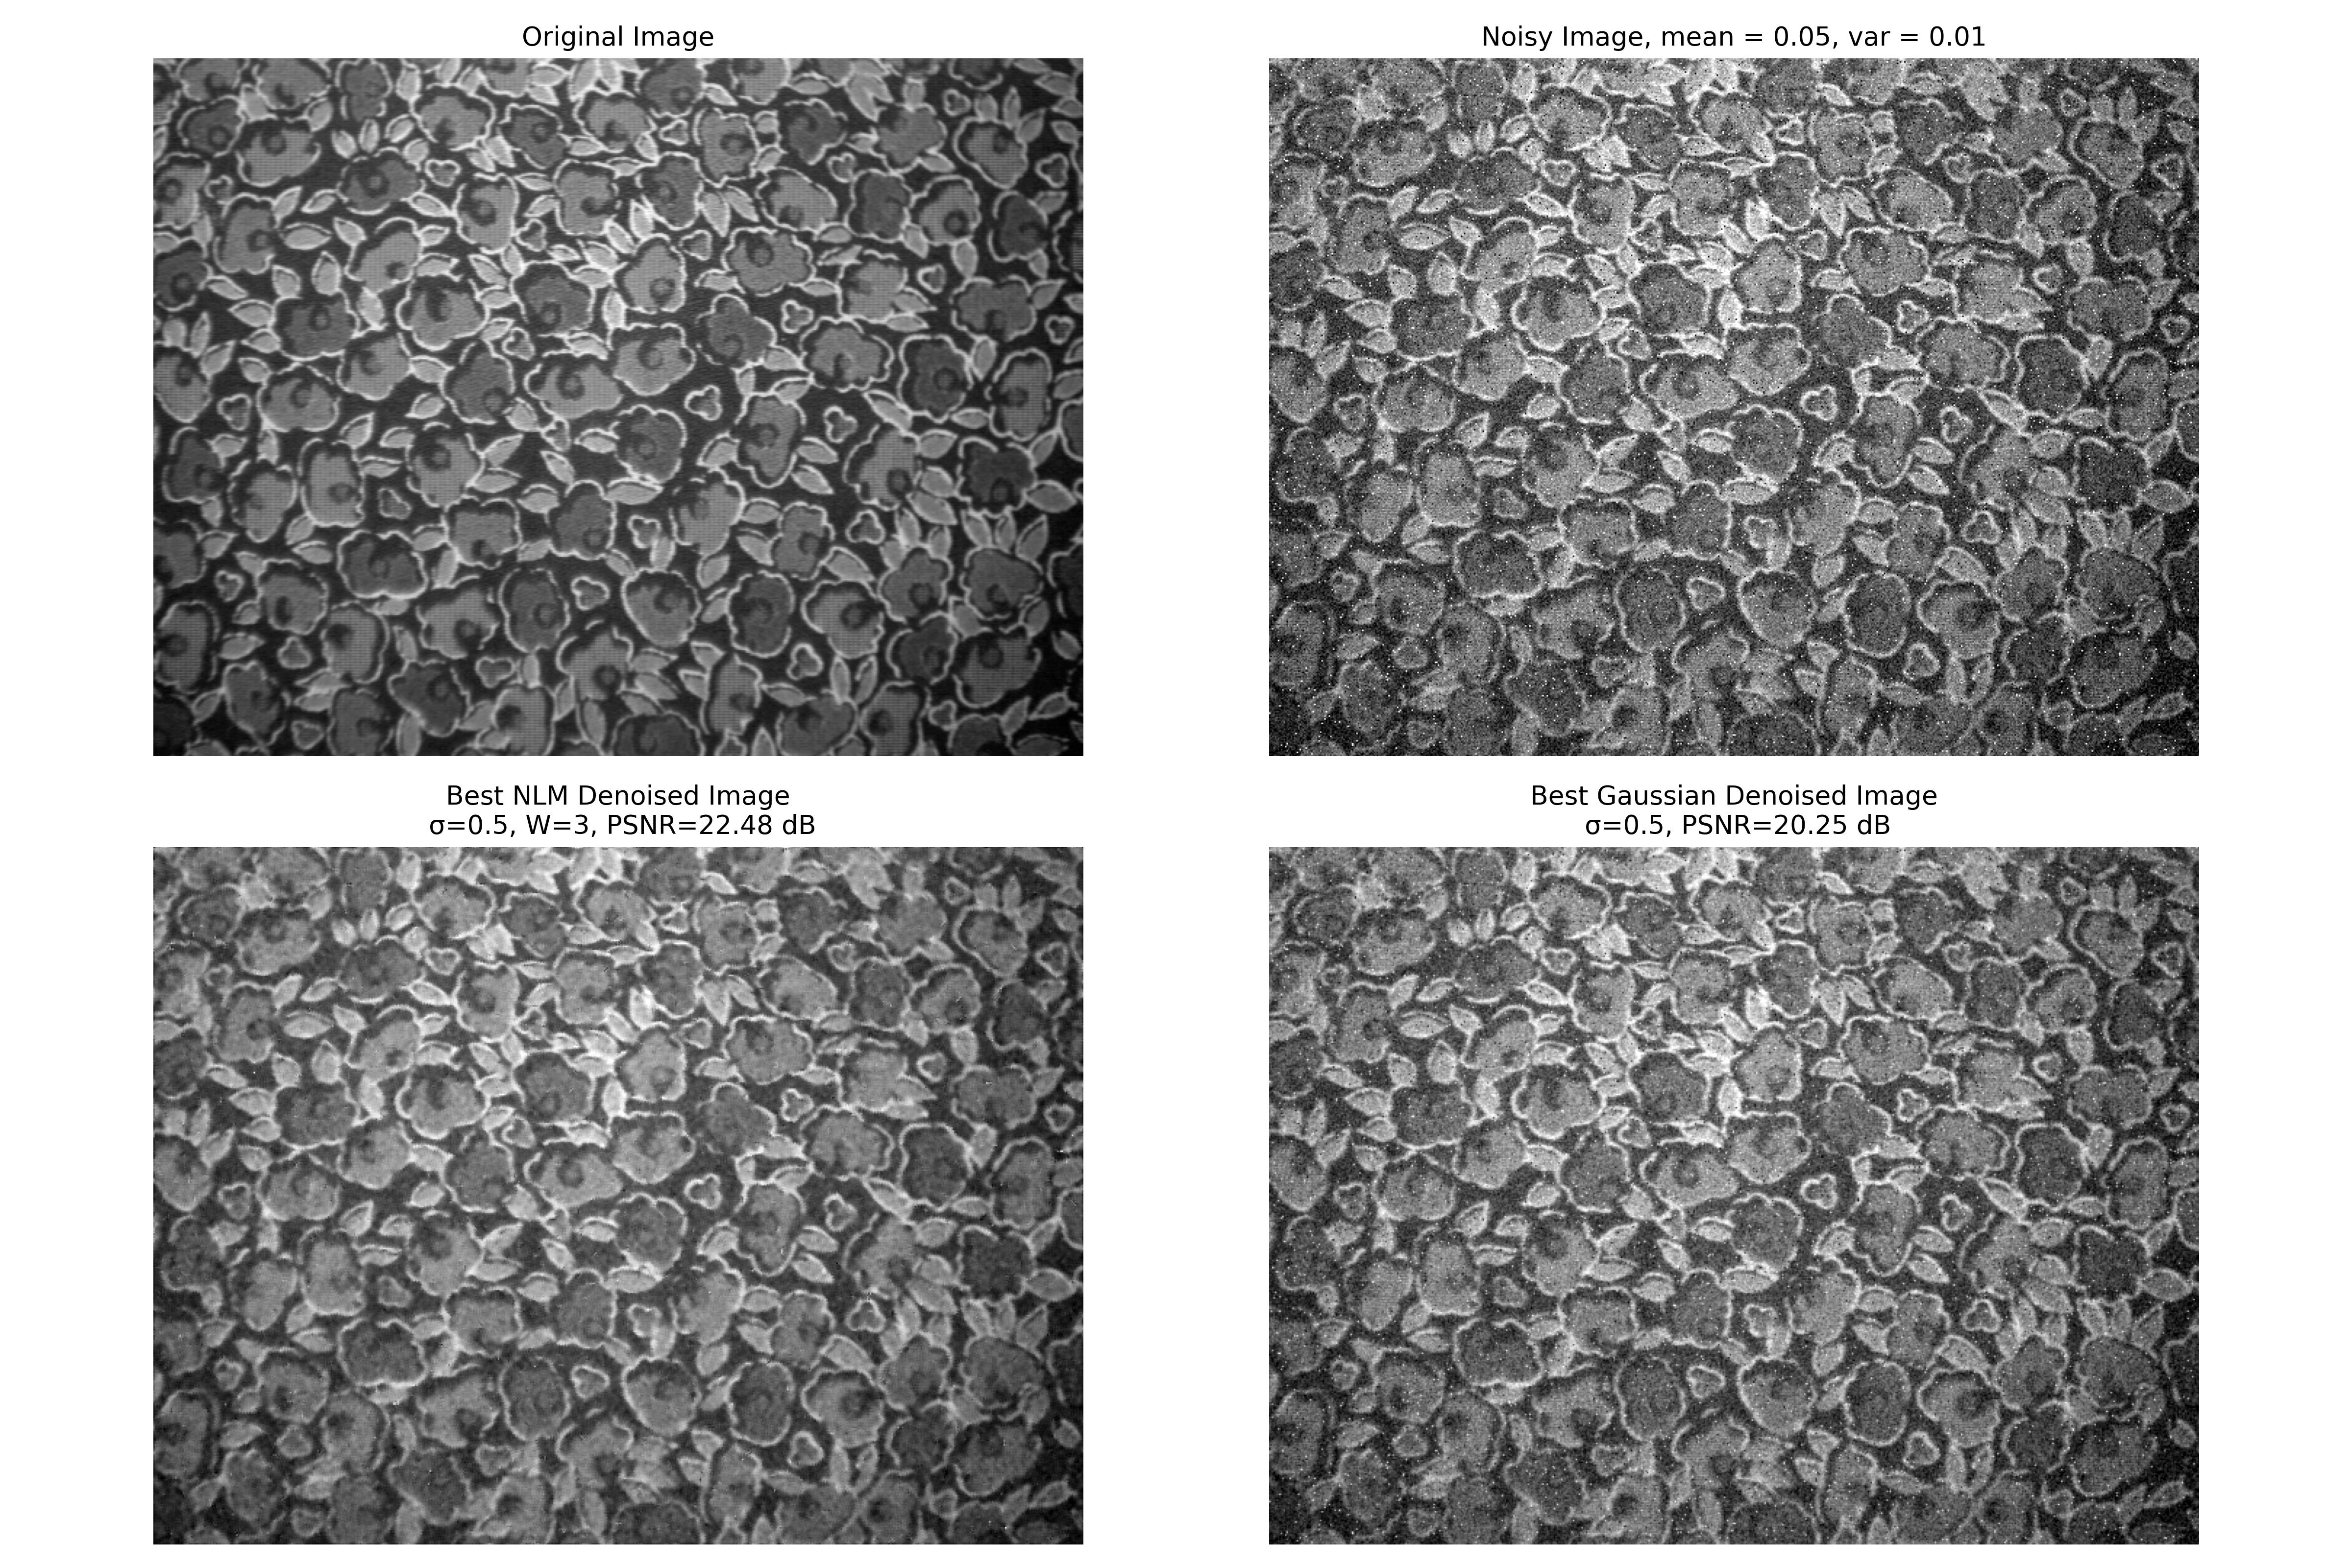 Original Image
Noisy Image, mean = 0.05, var = 0.01
Best NLM Denoised Image
σ=0.5, W=3, PSNR=22.48 dB
Best Gaussian Denoised Image
σ=0.5, PSNR=20.25 dB